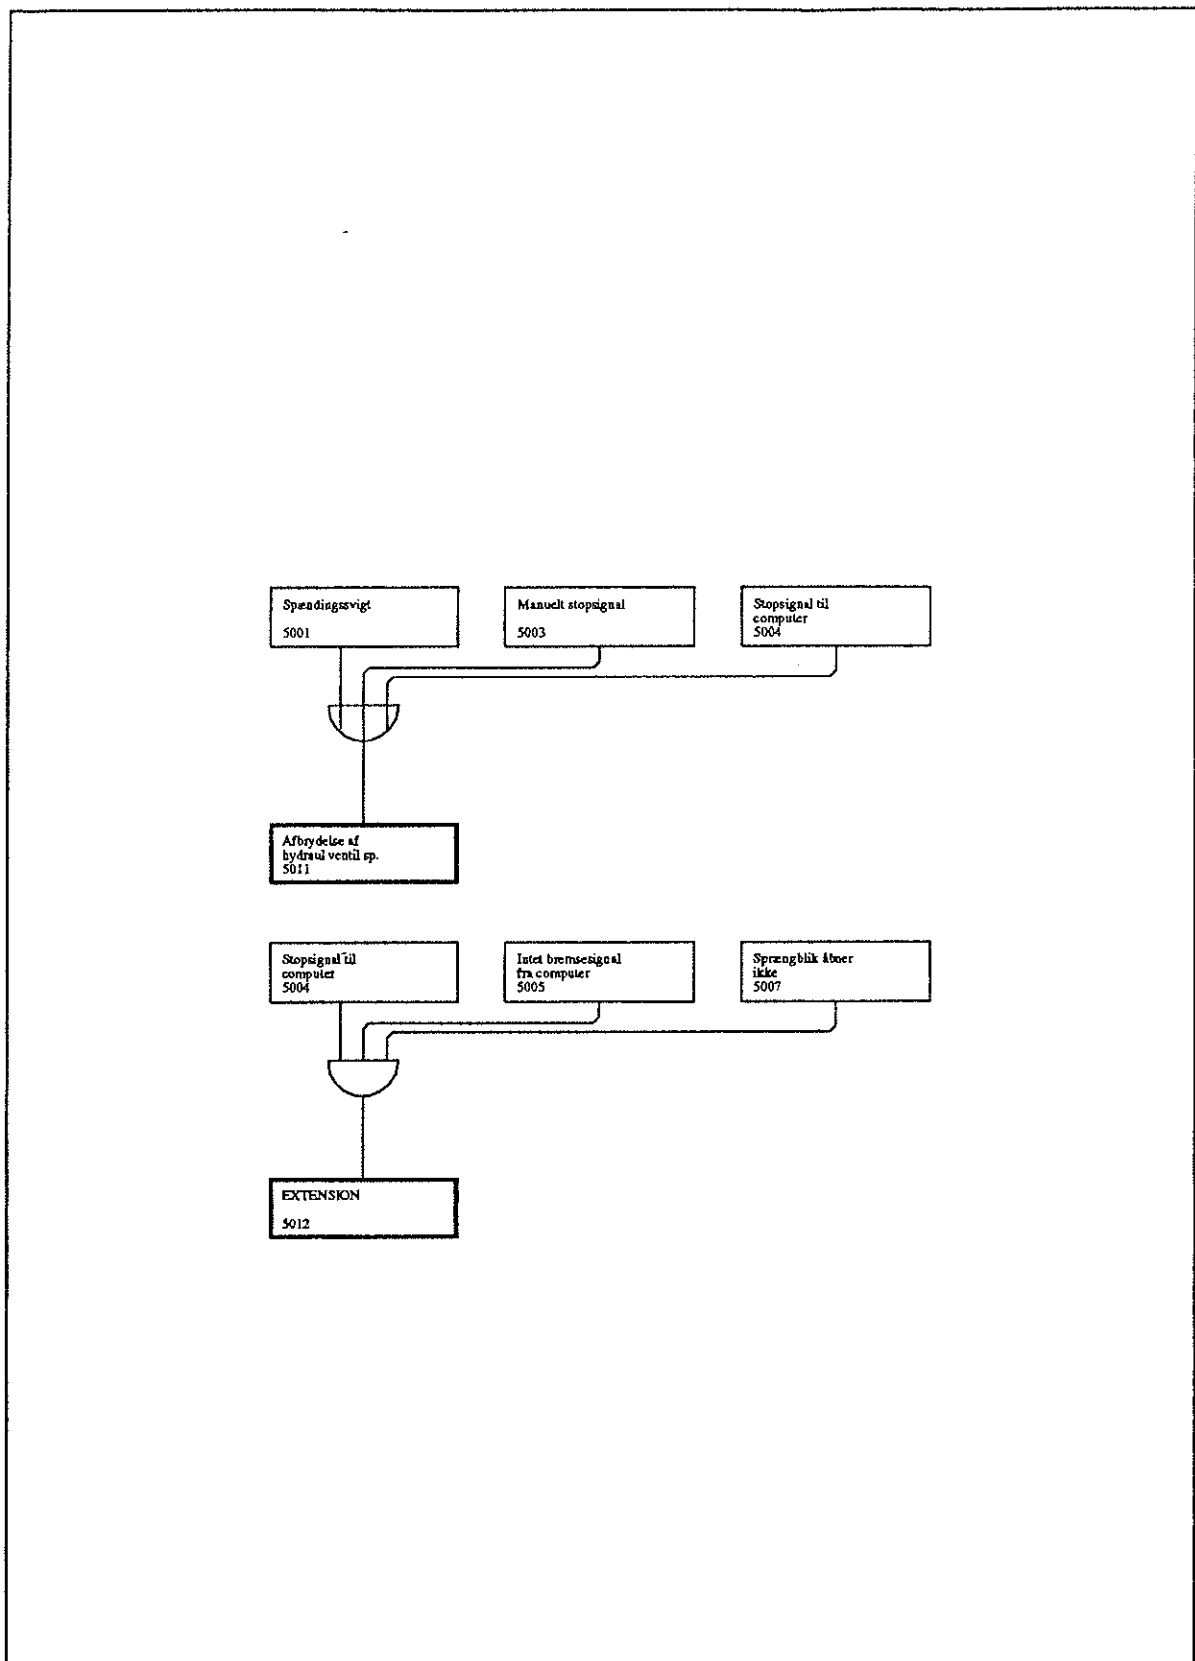 Spændingssvigt
5001
Manuelt stopsignal
5003
Stopsignal til
computer
5004
Afbrydelse af
hydraul ventil sp.
5011
Stopsignal til
computer
5004
Intet bremsesignal
fra computer
5005
Sprængblik åbner
ikke
5007
EXTENSION
5012